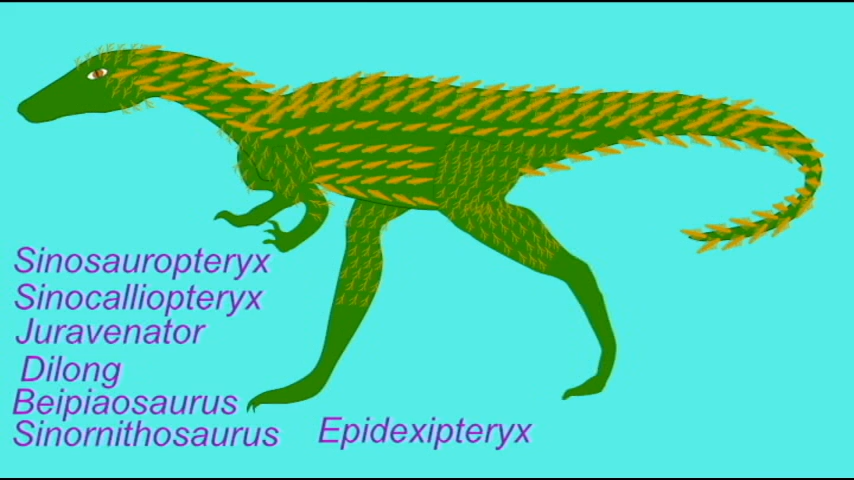 Sinosauropteryx
Sinocalliopteryx
Juravenator
Dilong
Beipiaosaurus
Sinornithosaurus Epidexipteryx